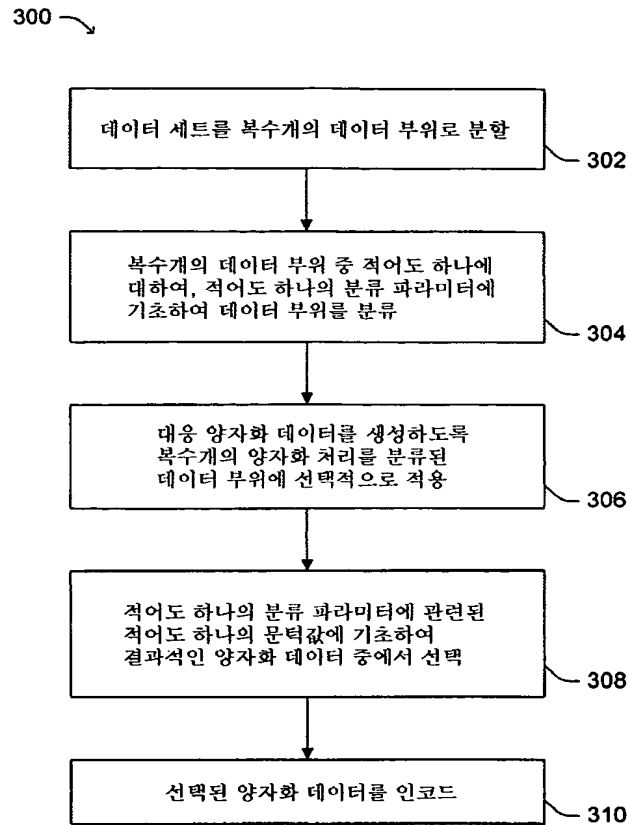 300
데이터 세트를 복수개의 데이터 부위로 분할
302
복수개의 데이터 부위 중 적어도 하나에
대하여, 적어도 하나의 분류 파라미터에
기초하여 데이터 부위를 분류
304
대응 양자화 데이터를 생성하도록
복수개의 양자화 처리를 분류된
데이터 부위에 선택적으로 적용
306
적어도 하나의 분류 파라미터에 관련된
적어도 하나의 문턱값에 기초하여
결과적인 양자화 데이터 중에서 선택
308
선택된 양자화 데이터를 인코드
310